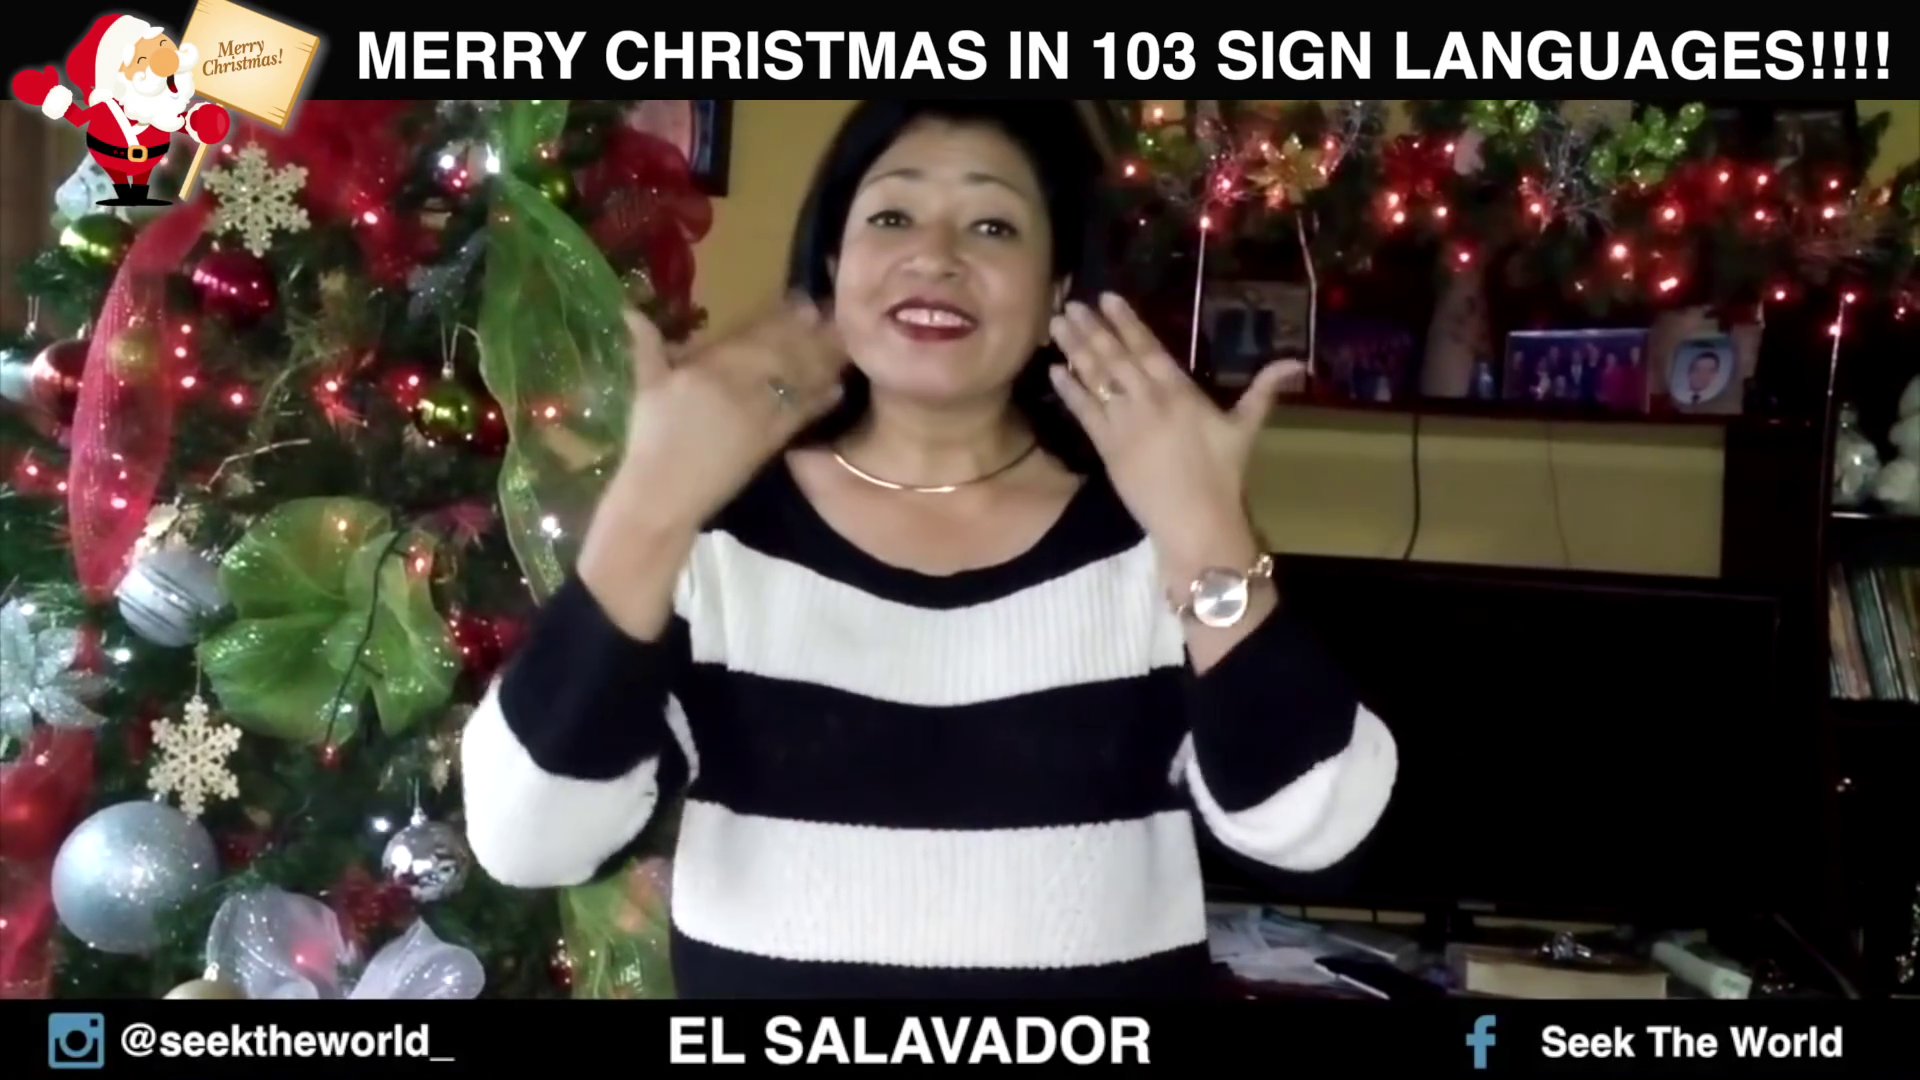 Merry
Christmas!
MERRY CHRISTMAS IN 103 SIGN LANGUAGES!!!!
@seektheworld_
EL SALAVADOR
Seek The World